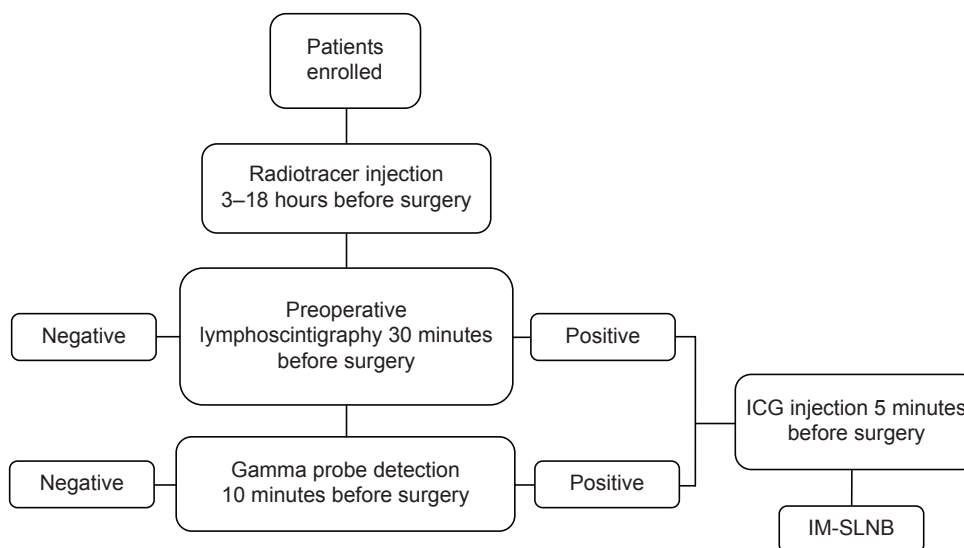 Patients
enrolled
Radiotracer injection
3–18 hours before surgery
Negative
Preoperative
lymphoscintigraphy 30 minutes
before surgery
Positive
Negative
Gamma probe detection
10 minutes before surgery
Positive
ICG injection 5 minutes
before surgery
IM-SLNB